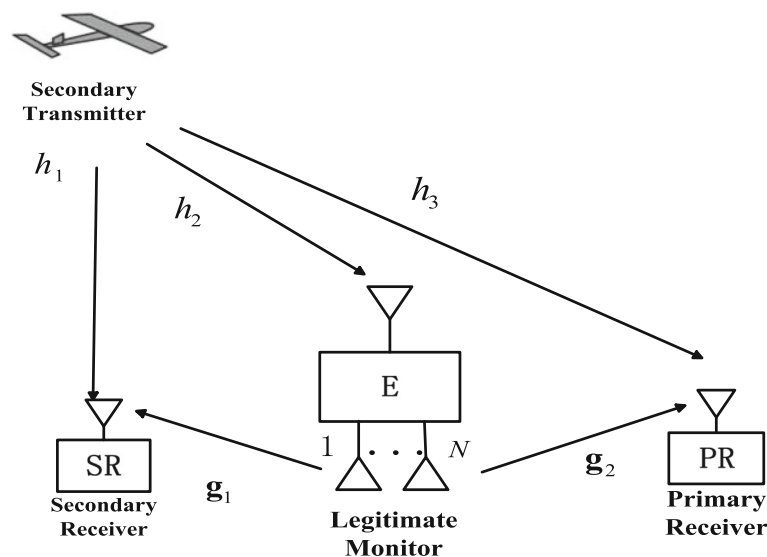 Secondary
Transmitter
h₁
h₂
h₃
E
1 . . . N
SR
PR
g₁
g₂
Secondary
Receiver
Legitimate
Monitor
Primary
Receiver